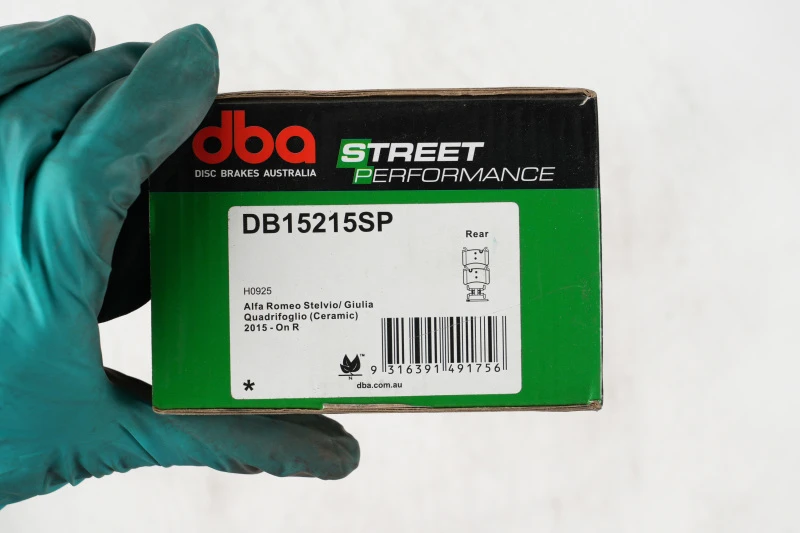 dba
DISC BRAKES AUSTRALIA
STREET
PERFORMANCE
DB15215SP
Rear
H0925
Alfa Romeo Stelvio/ Giulia
Quadrifoglio (Ceramic)
2015 - On R
N
™
9 316391 491756
*
dba.com.au